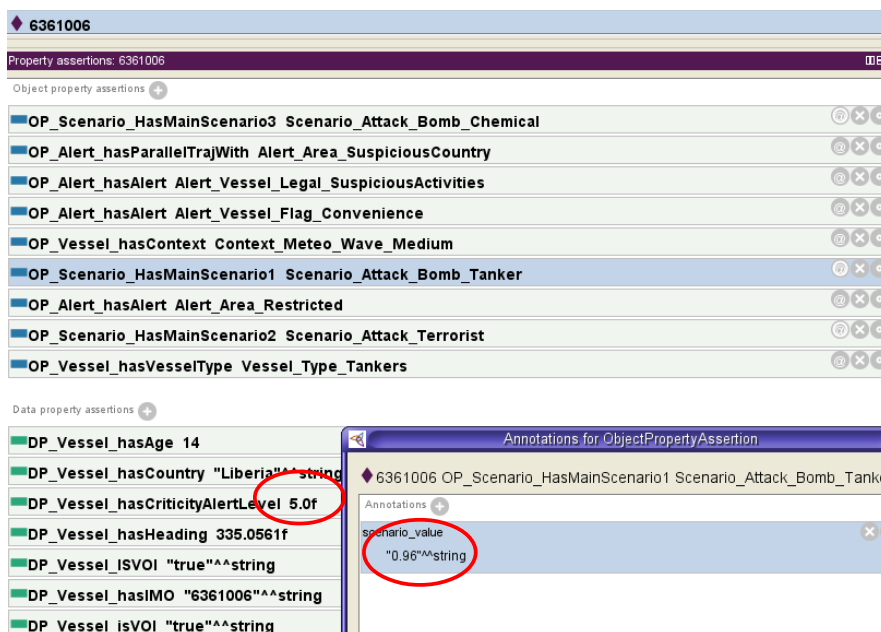 6361006
Property assertions: 6361006
Object property assertions
OP_Scenario_HasMainScenario3 Scenario_Attack_Bomb_Chemical
OP_Alert_hasParallelTrajWith Alert_Area_SuspiciousCountry
OP_Alert_hasAlert Alert_Vessel_Legal_SuspiciousActivities
OP_Alert_hasAlert Alert_Vessel_Flag_Convenience
OP_Vessel_hasContext Context_Meteo_Wave_Medium
OP_Scenario_HasMainScenario1 Scenario_Attack_Bomb_Tanker
OP_Alert_hasAlert Alert_Area_Restricted
OP_Scenario_HasMainScenario2 Scenario_Attack_Terrorist
OP_Vessel_hasVesselType Vessel_Type_Tankers
Data property assertions
DP_Vessel_hasAge 14
DP_Vessel_hasCountry "Liberia"^^string
DP_Vessel_hasCriticityAlertLevel 5.0f
DP_Vessel_hasHeading 335.0561f
DP_Vessel_ISVOI "true"^^string
DP_Vessel_hasIMO "6361006"^^string
DP_Vessel_isVOI "true"^^string
Annotations for ObjectPropertyAssertion
6361006 OP_Scenario_HasMainScenario1 Scenario_Attack_Bomb_Tanke
Annotations
scenario_value
"0.96"^^string